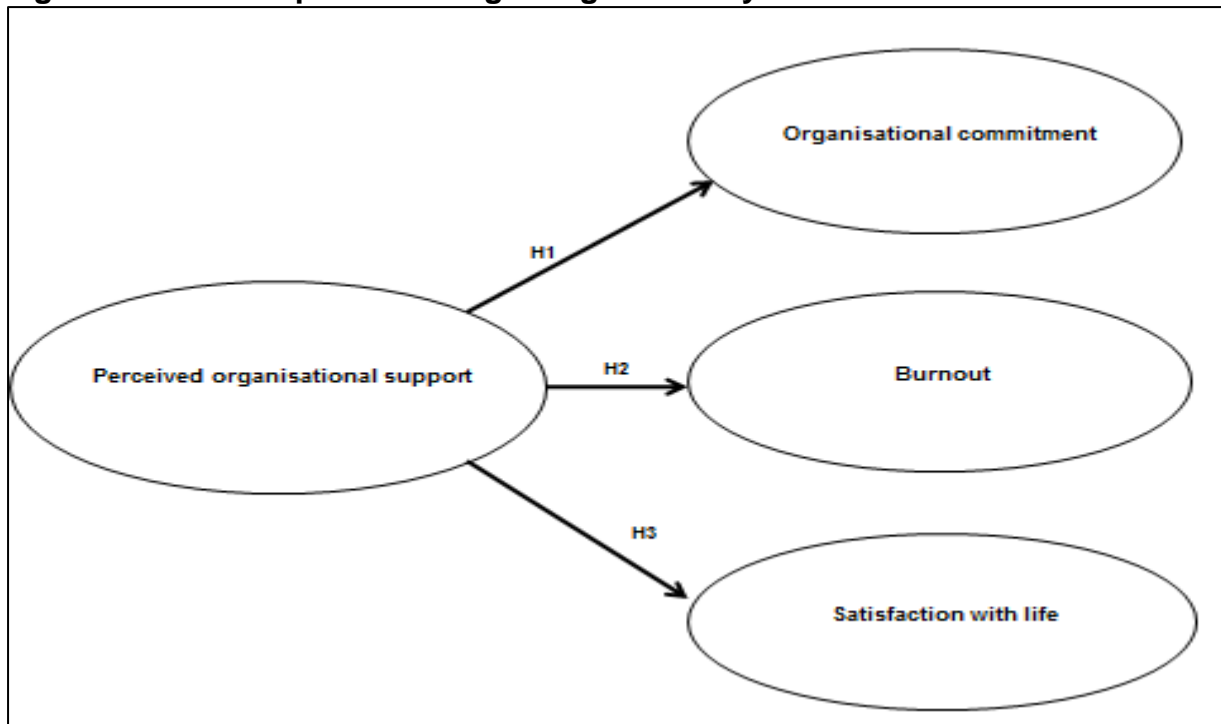 Organisational commitment
H1
Perceived organisational support
H2
Burnout
H3
Satisfaction with life